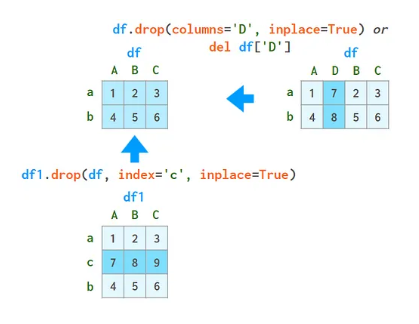 df.drop(columns='D', inplace=True) or
del df['D']
df
A B C
a 1 2 3
b 4 5 6
df
A D B C
a 1 7 2 3
b 4 8 5 6
df1.drop(df, index='c', inplace=True)
df1
A B C
a 1 2 3
c 7 8 9
b 4 5 6